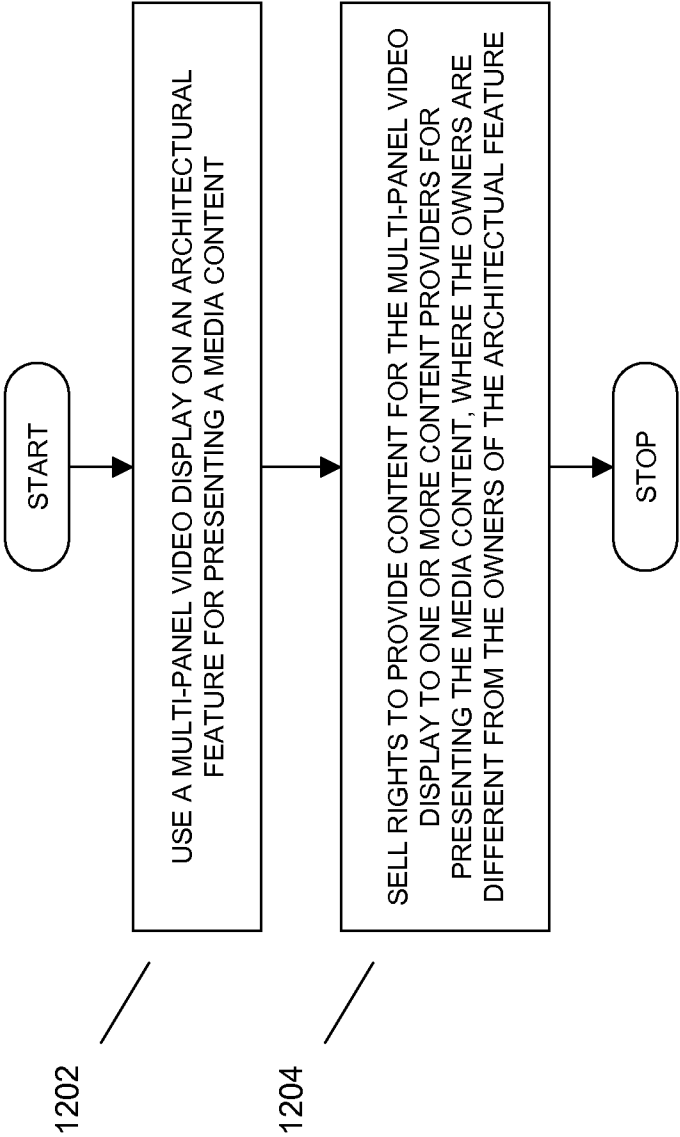 START
1202
USE A MULTI-PANEL VIDEO DISPLAY ON AN ARCHITECTURAL
FEATURE FOR PRESENTING A MEDIA CONTENT
1204
SELL RIGHTS TO PROVIDE CONTENT FOR THE MULTI-PANEL VIDEO
DISPLAY TO ONE OR MORE CONTENT PROVIDERS FOR
PRESENTING THE MEDIA CONTENT, WHERE THE OWNERS ARE
DIFFERENT FROM THE OWNERS OF THE ARCHITECTUAL FEATURE
STOP